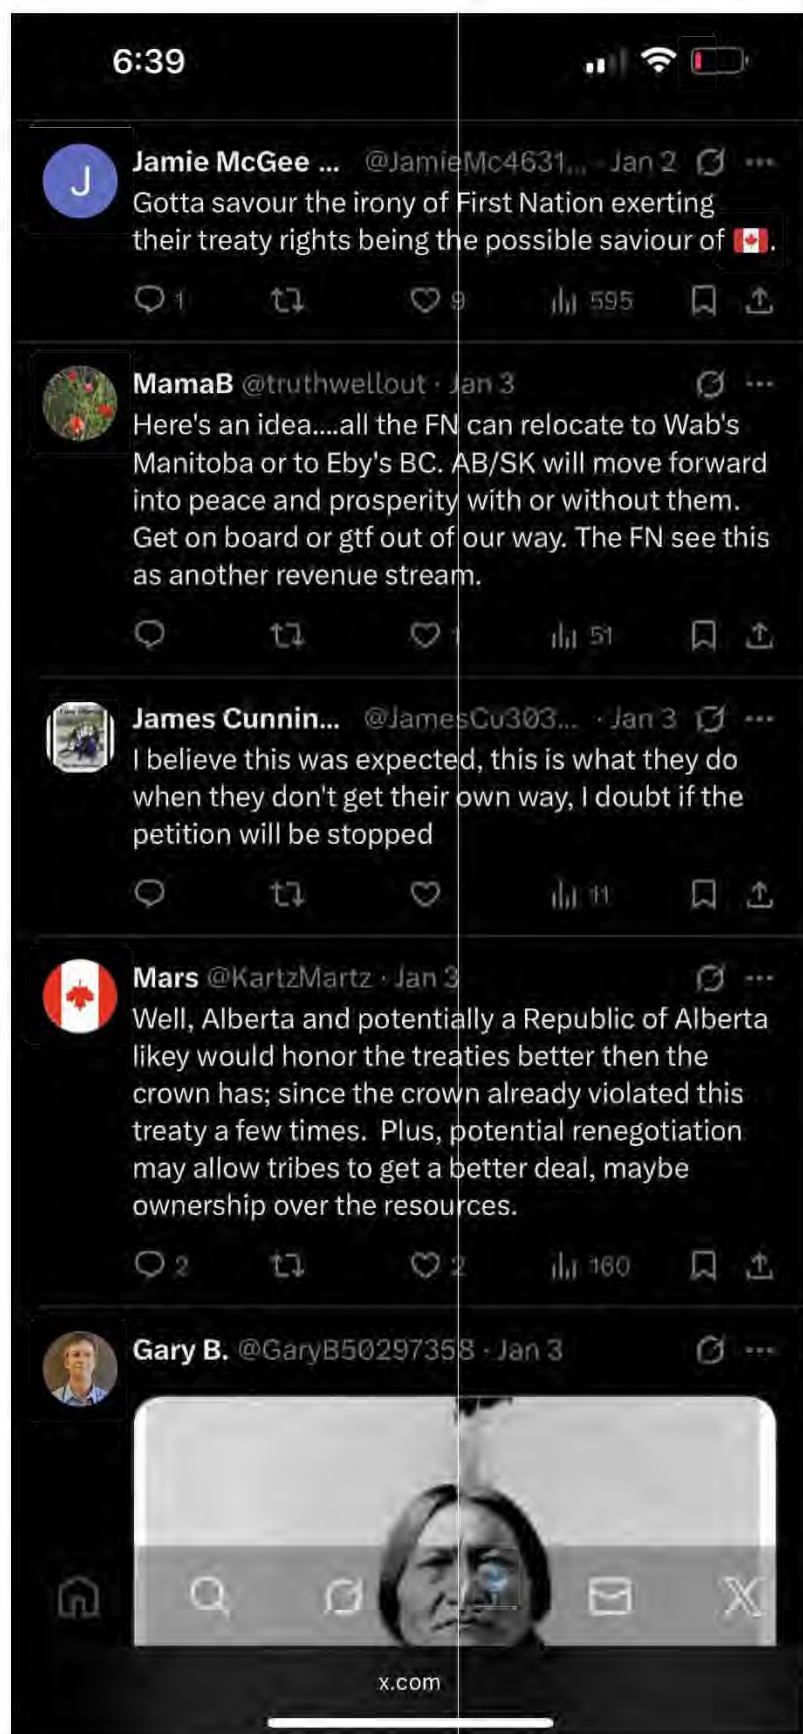 6:39
Jamie McGee ... @JamieMc4631... · Jan 2
Gotta savour the irony of First Nation exerting
their treaty rights being the possible saviour of 🇨🇦.
1 9 595
MamaB @truthwellout · Jan 3
Here's an idea....all the FN can relocate to Wab's
Manitoba or to Eby's BC. AB/SK will move forward
into peace and prosperity with or without them.
Get on board or gtf out of our way. The FN see this
as another revenue stream.
1 51
James Cunnin... @JamesCu303... · Jan 3
I believe this was expected, this is what they do
when they don't get their own way, I doubt if the
petition will be stopped
11
Mars @KartzMartz · Jan 3
Well, Alberta and potentially a Republic of Alberta
likey would honor the treaties better then the
crown has; since the crown already violated this
treaty a few times.  Plus, potential renegotiation
may allow tribes to get a better deal, maybe
ownership over the resources.
2 2 160
Gary B. @GaryB50297358 · Jan 3
x.com